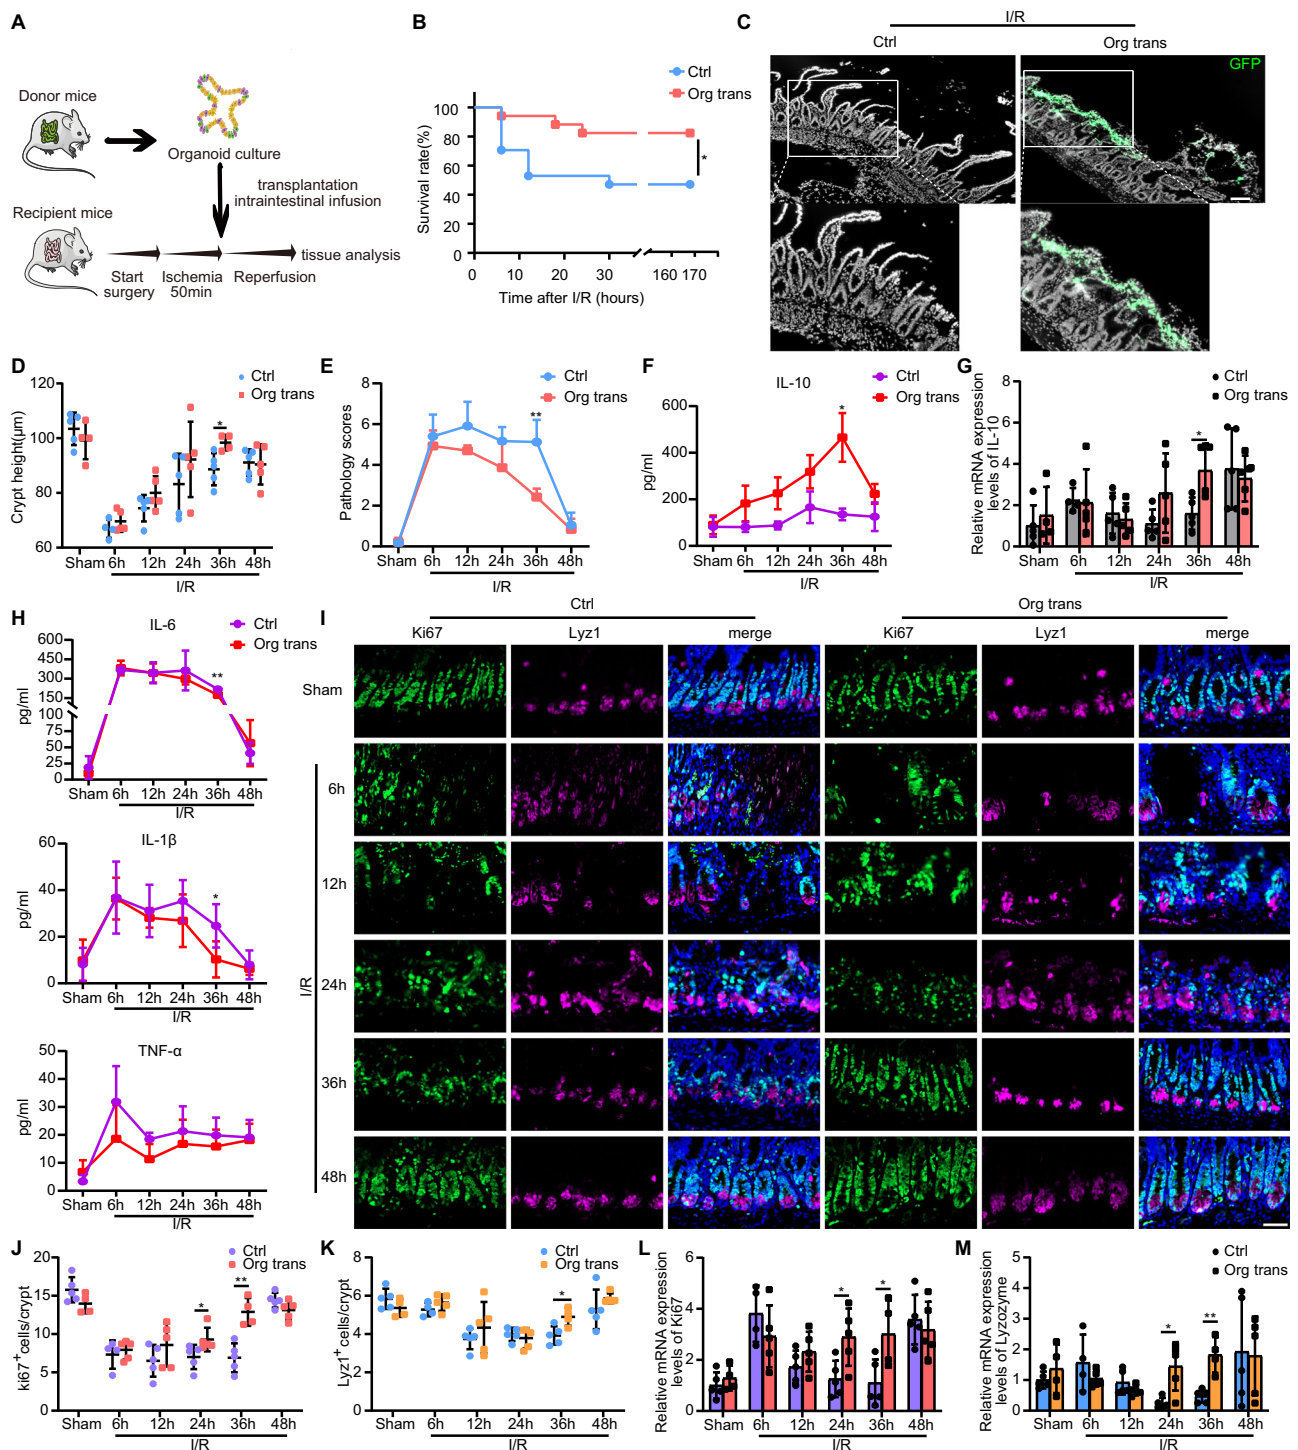 A
Donor mice
Organoid culture
transplantation
intraintestinal infusion
Recipient mice
Start
surgery
Ischemia
50min
Reperfusion
tissue analysis
B
Ctrl
Org trans
Survival rate(%)
100
80
60
40
20
0
*
0 10 20 30 160 170
Time after I/R (hours)
C
I/R
Ctrl
Org trans
GFP
D
Ctrl
Org trans
Crypt height(μm)
120
100
80
60
*
Sham 6h 12h 24h 36h 48h
I/R
E
Ctrl
Org trans
Pathology scores
8
6
4
2
0
**
Sham 6h 12h 24h 36h 48h
I/R
F
IL-10
Ctrl
Org trans
pg/ml
600
400
200
0
*
Sham 6h 12h 24h 36h 48h
I/R
G
Ctrl
Org trans
Relative mRNA expression
levels of IL-10
8
6
4
2
0
*
Sham 6h 12h 24h 36h 48h
I/R
H
IL-6
Ctrl
Org trans
pg/ml
600
450
300
150
100
75
50
25
0
**
Sham 6h 12h 24h 36h 48h
I/R
IL-1β
pg/ml
60
40
20
0
*
Sham 6h 12h 24h 36h 48h
I/R
TNF-α
pg/ml
50
40
30
20
10
0
Sham 6h 12h 24h 36h 48h
I/R
I
Ctrl
Org trans
Ki67 Lyz1 merge Ki67 Lyz1 merge
Sham
6h
12h
24h
36h
48h
I/R
J
Ctrl
Org trans
ki67+cells/crypt
20
15
10
5
0
*
**
Sham 6h 12h 24h 36h 48h
I/R
K
Ctrl
Org trans
Lyz1+cells/crypt
8
6
4
2
0
*
Sham 6h 12h 24h 36h 48h
I/R
L
Ctrl
Org trans
Relative mRNA expression
levels of Ki67
6
4
2
0
*
*
Sham 6h 12h 24h 36h 48h
I/R
M
Ctrl
Org trans
Relative mRNA expression
levels of Lyzozyme
5
4
3
2
1
0
*
**
Sham 6h 12h 24h 36h 48h
I/R